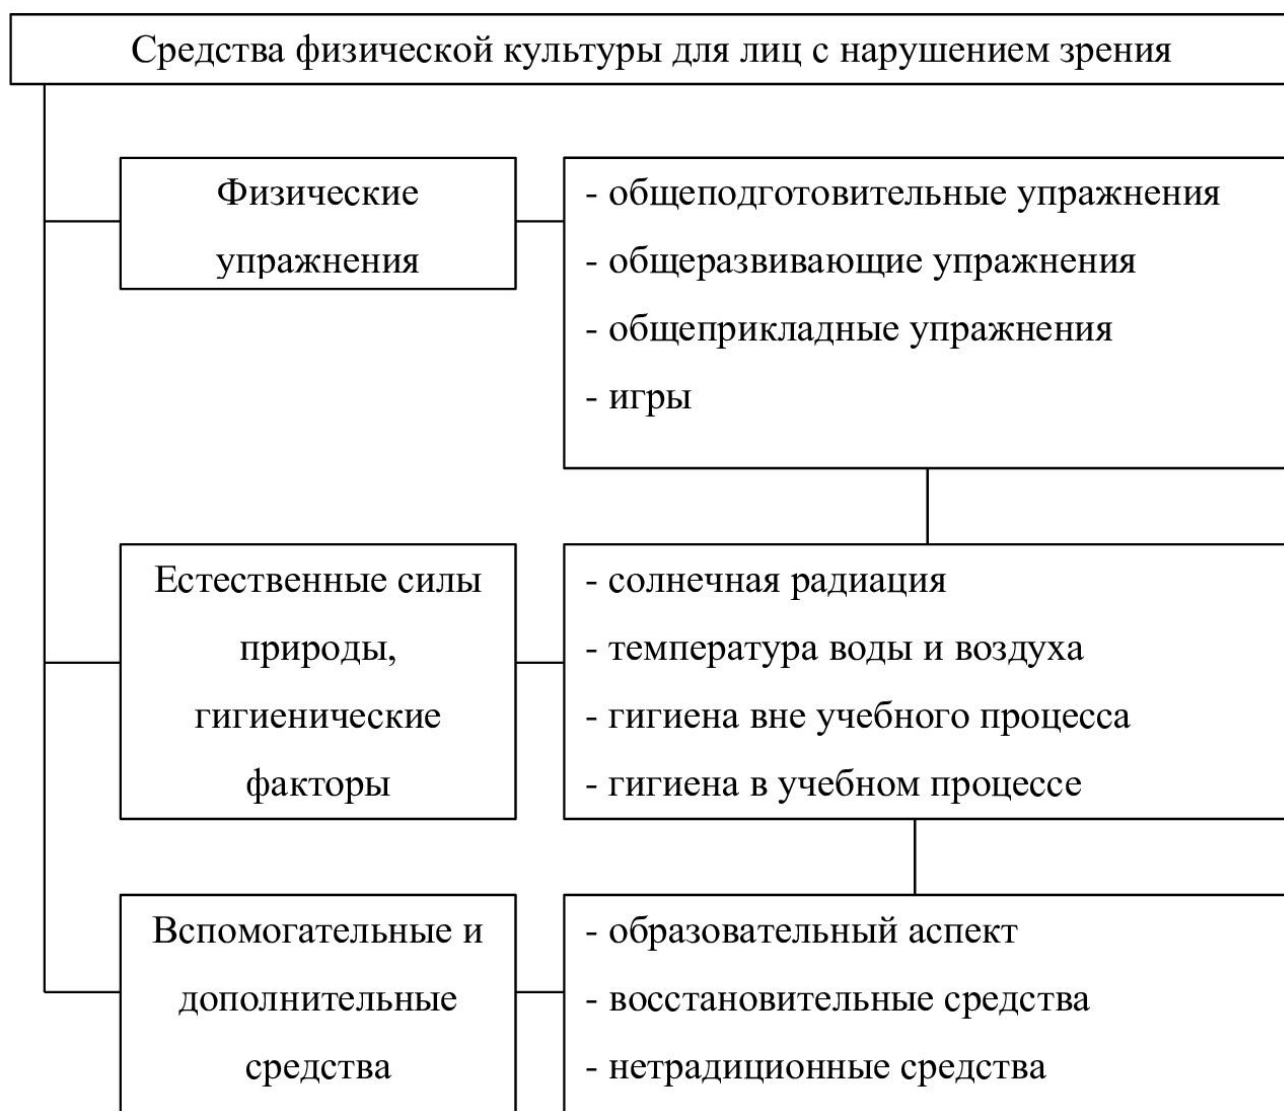 Средства физической культуры для лиц с нарушением зрения
Физические
упражнения
- общеподготовительные упражнения
- общеразвивающие упражнения
- общеприкладные упражнения
- игры
Естественные силы
природы,
гигиенические
факторы
- солнечная радиация
- температура воды и воздуха
- гигиена вне учебного процесса
- гигиена в учебном процессе
Вспомогательные и
дополнительные
средства
- образовательный аспект
- восстановительные средства
- нетрадиционные средства